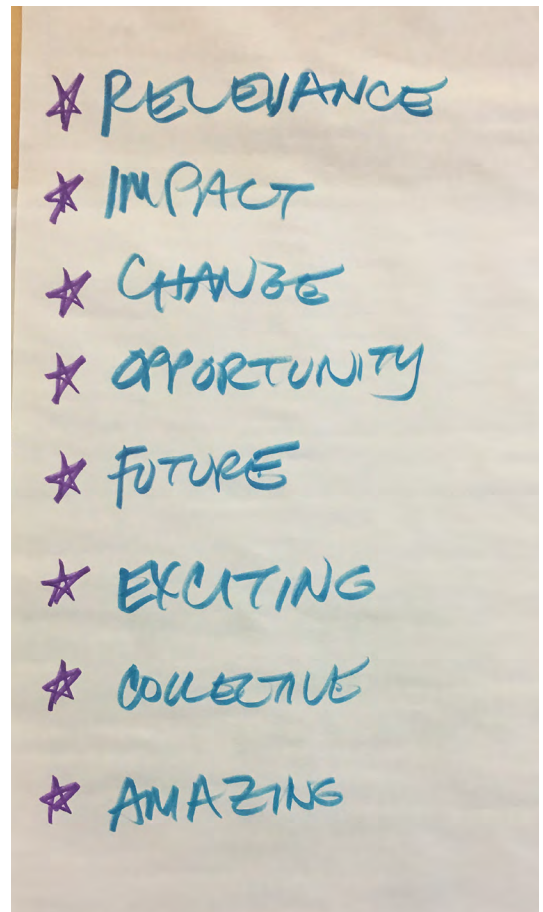 RELEVANCE
IMPACT
CHANGE
OPPORTUNITY
FUTURE
EXCITING
COLLECTIVE
AMAZING